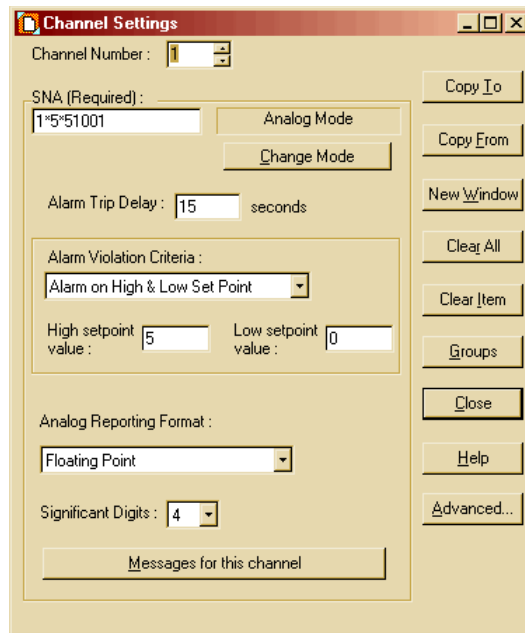 Channel Settings
Channel Number : 1
Copy To
SNA (Required) :
1*5*51001
Analog Mode
Copy From
Change Mode
New Window
Alarm Trip Delay : 15 seconds
Clear All
Alarm Violation Criteria :
Alarm on High & Low Set Point
Clear Item
High setpoint value : 5
Low setpoint value : 0
Groups
Close
Analog Reporting Format :
Floating Point
Help
Significant Digits : 4
Advanced...
Messages for this channel